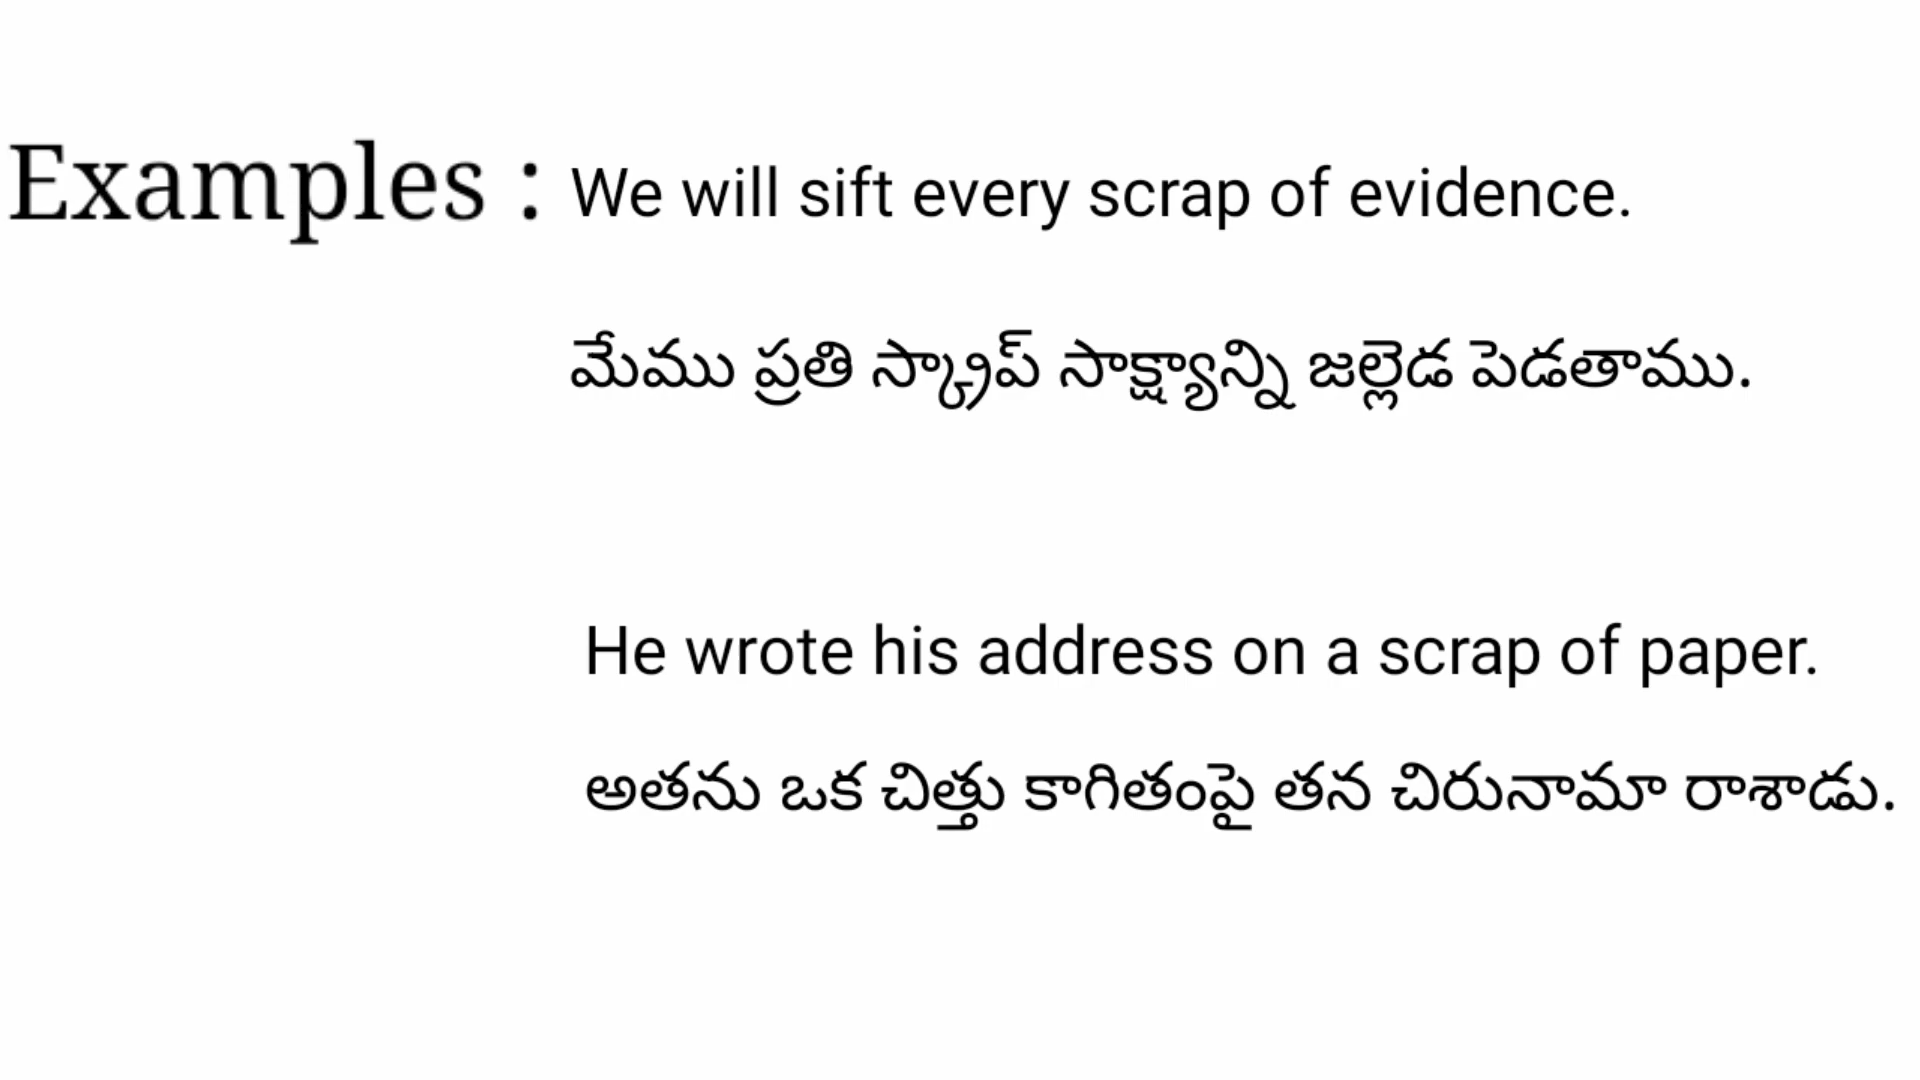 Examples : We will sift every scrap of evidence.
మేము ప్రతి స్క్రాప్ సాక్ష్యాన్ని జల్లెడ పెడతాము.
He wrote his address on a scrap of paper.
అతను ఒక చిత్తు కాగితంపై తన చిరునామా రాశాడు.